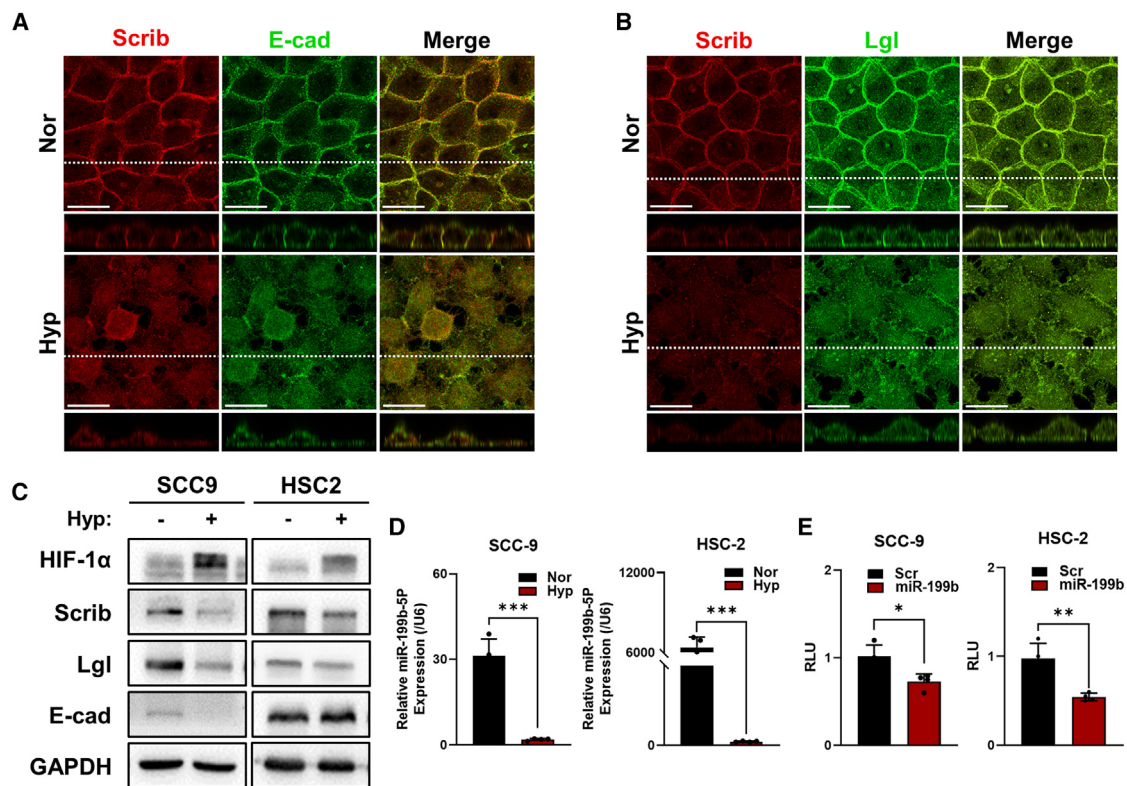 A
Scrib E-cad Merge
Nor
Hyp
B
Scrib Lgl Merge
Nor
Hyp
C
SCC9 HSC2
Hyp: - + - +
HIF-1α
Scrib
Lgl
E-cad
GAPDH
D
SCC-9
Nor
Hyp
Relative miR-199b-5P
Expression (/U6)
60
30
0
***
HSC-2
Nor
Hyp
Relative miR-199b-5P
Expression (/U6)
12000
6000
0
***
E
SCC-9
Scr
miR-199b
RLU
2
1
0
*
HSC-2
Scr
miR-199b
RLU
2
1
0
**